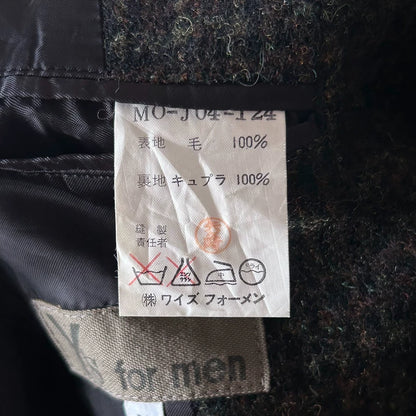 MO-J04-124
表地 毛 100%
裏地 キュプラ 100%
縫製
責任者
(株) ワイズ フォーメン
Y's
for men